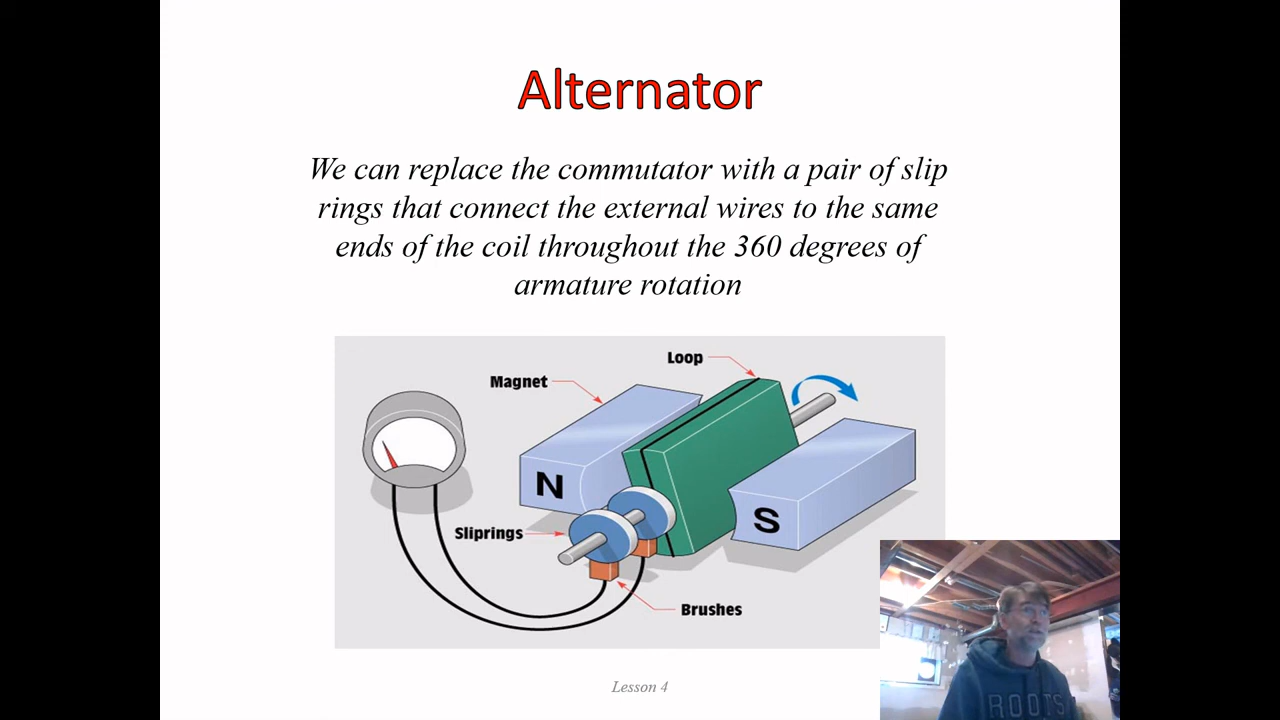 Alternator
We can replace the commutator with a pair of slip
rings that connect the external wires to the same
ends of the coil throughout the 360 degrees of
armature rotation
Loop
Magnet
N
S
Sliprings
Brushes
Lesson 4
ROOTS